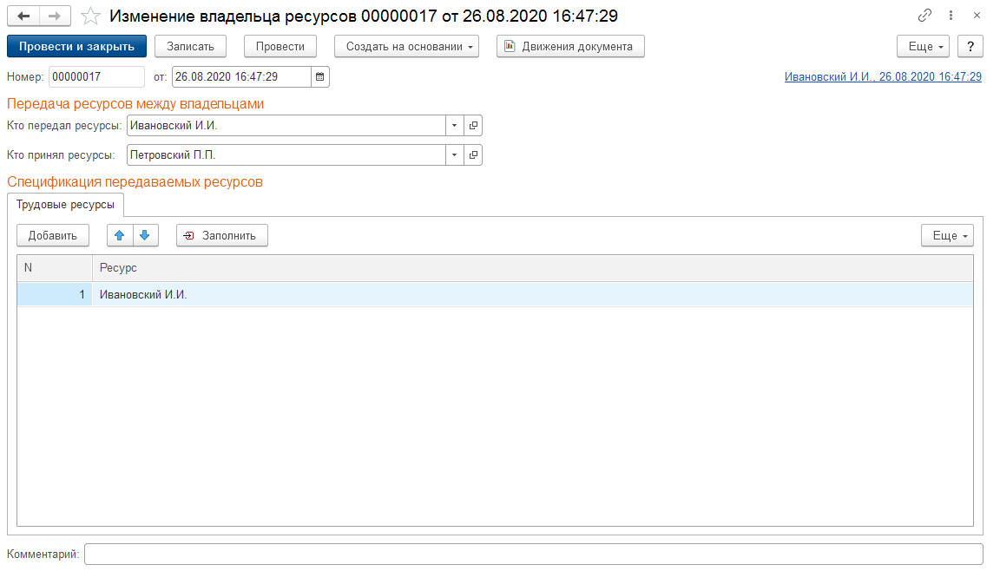 Изменение владельца ресурсов 00000017 от 26.08.2020 16:47:29
Провести и закрыть Записать Провести Создать на основании Движения документа Еще ?
Номер: 00000017 от: 26.08.2020 16:47:29 Ивановский И.И., 26.08.2020 16:47:29
Передача ресурсов между владельцами
Кто передал ресурсы: Ивановский И.И.
Кто принял ресурсы: Петровский П.П.
Спецификация передаваемых ресурсов
Трудовые ресурсы
Добавить Заполнить Еще
N Ресурс
1 Ивановский И.И.
Комментарий: